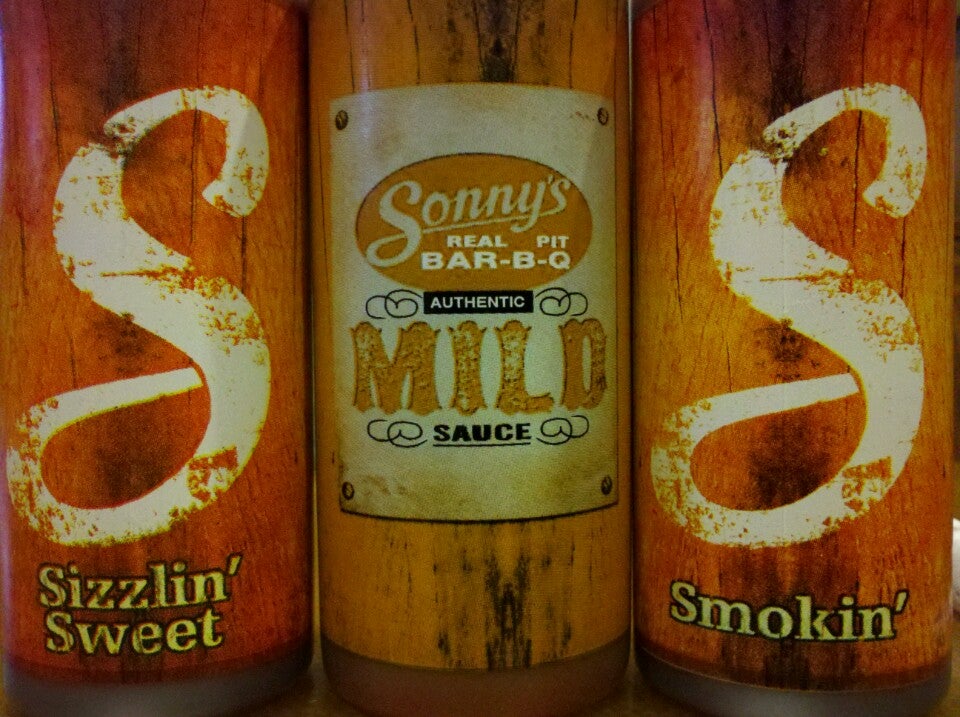 S
Sizzlin'
Sweet
Sonny's
REAL PIT
BAR-B-Q
AUTHENTIC
MILD
SAUCE
S
Smokin'